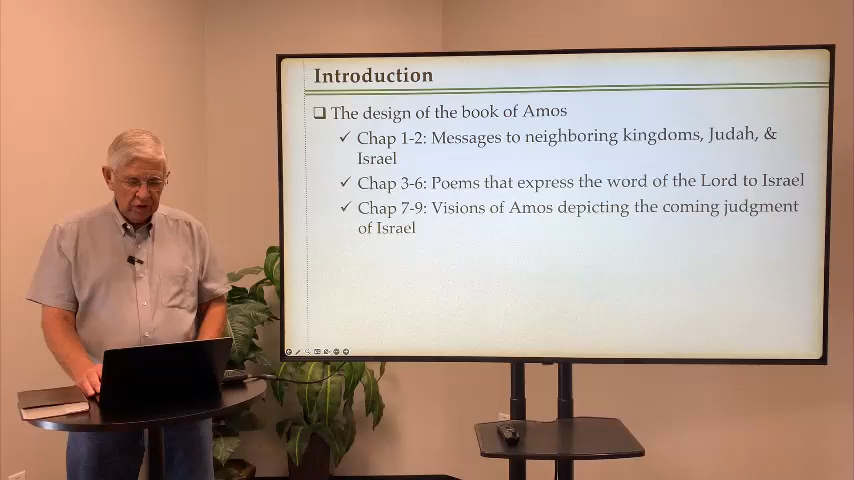 Introduction
The design of the book of Amos
Chap 1-2: Messages to neighboring kingdoms, Judah, &
Israel
Chap 3-6: Poems that express the word of the Lord to Israel
Chap 7-9: Visions of Amos depicting the coming judgment
of Israel